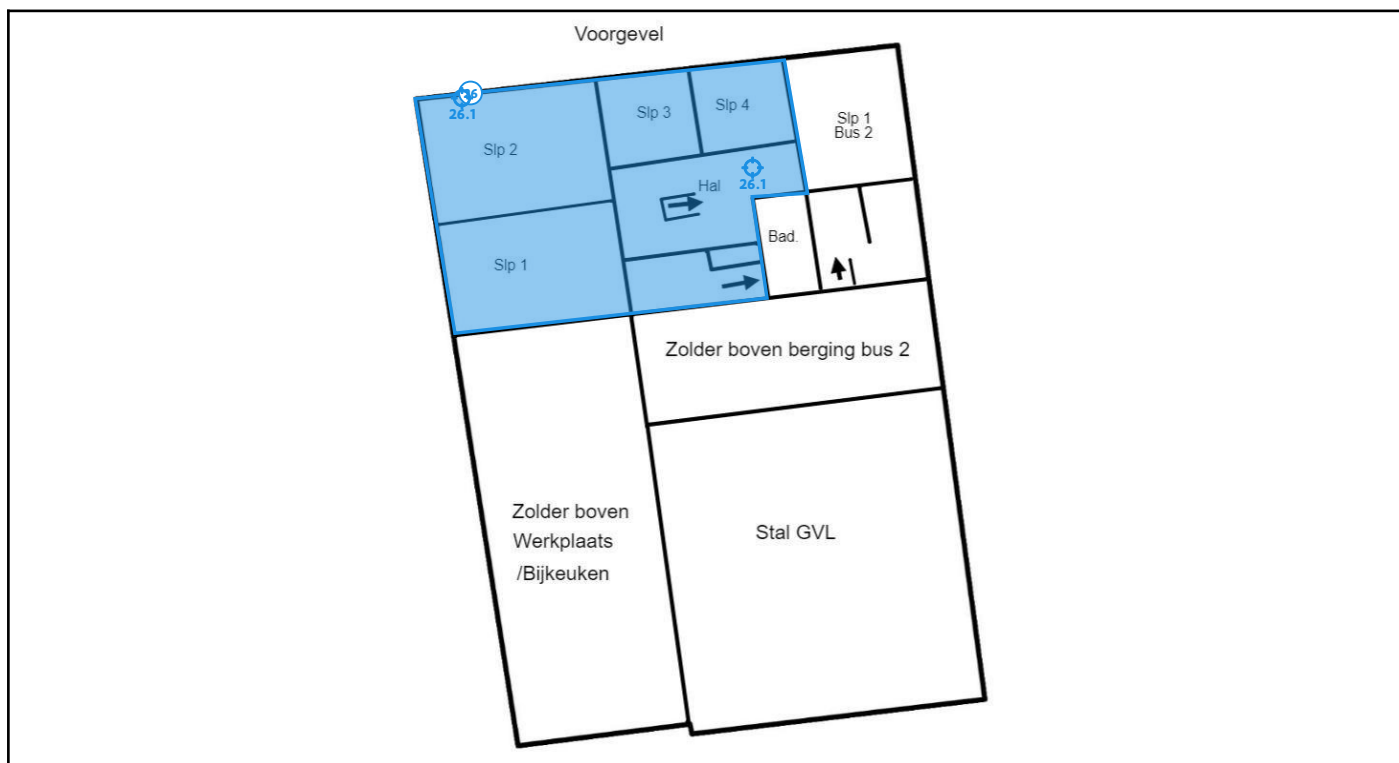 Voorgevel
26
26.1
Slp 2
Slp 3
Slp 4
Slp 1
Bus 2
26.1
Hal
Slp 1
Bad.
Zolder boven berging bus 2
Zolder boven
Werkplaats
/Bijkeuken
Stal GVL